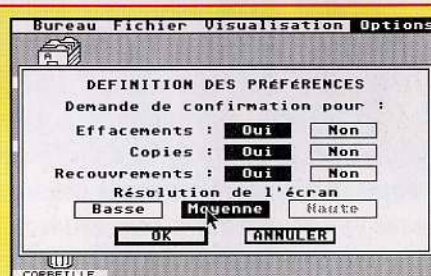 Bureau Fichier Visualisation Options
A
DEFINITION DES PRéFéRENCES
Demande de confirmation pour :
Effacements : Oui Non
Copies : Oui Non
Recouvrements : Oui Non
Résolution de l'écran
Basse Moyenne Haute
OK ANNULER
CORBEILLE